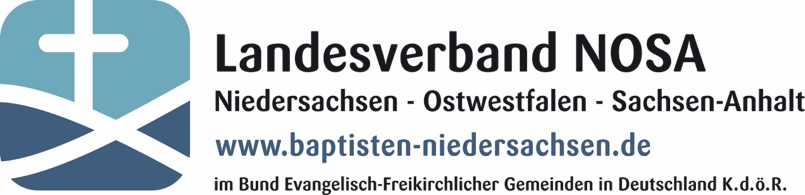 Landesverband NOSA
Niedersachsen - Ostwestfalen - Sachsen-Anhalt
www.baptisten-niedersachsen.de
im Bund Evangelisch-Freikirchlicher Gemeinden in Deutschland K.d.ö.R.